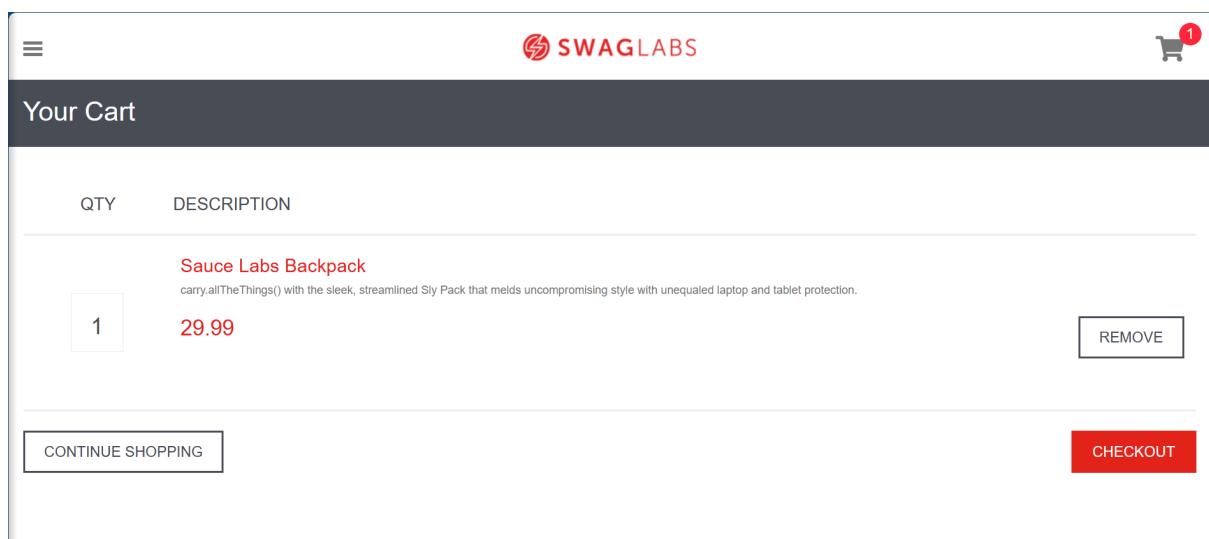 SWAGLABS
1
Your Cart
QTY DESCRIPTION
Sauce Labs Backpack
carry.allTheThings() with the sleek, streamlined Sly Pack that melds uncompromising style with unequaled laptop and tablet protection.
1
29.99
REMOVE
CONTINUE SHOPPING
CHECKOUT